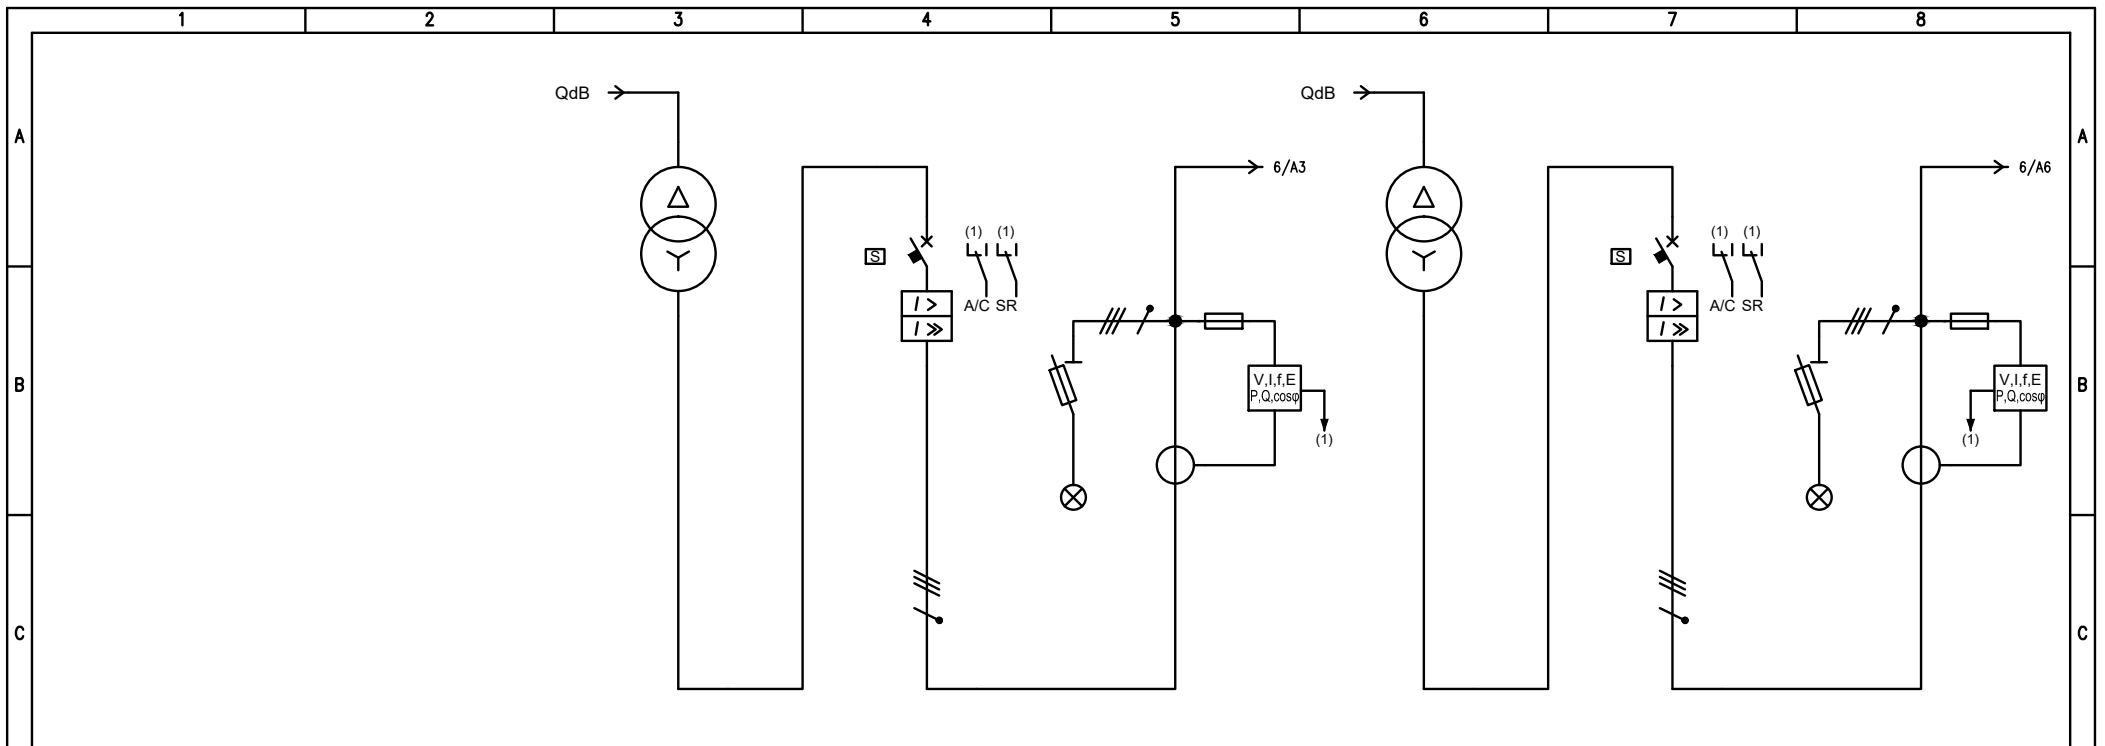 1 2 3 4 5 6 7 8
QdB QdB
A A
6/A3 6/A6
(1) (1) (1) (1)
S S
I > A/C SR I > A/C SR
I >> I >>
V,I,f,E V,I,f,E
B P,Q,cosφ P,Q,cosφ B
(1) (1)
C C